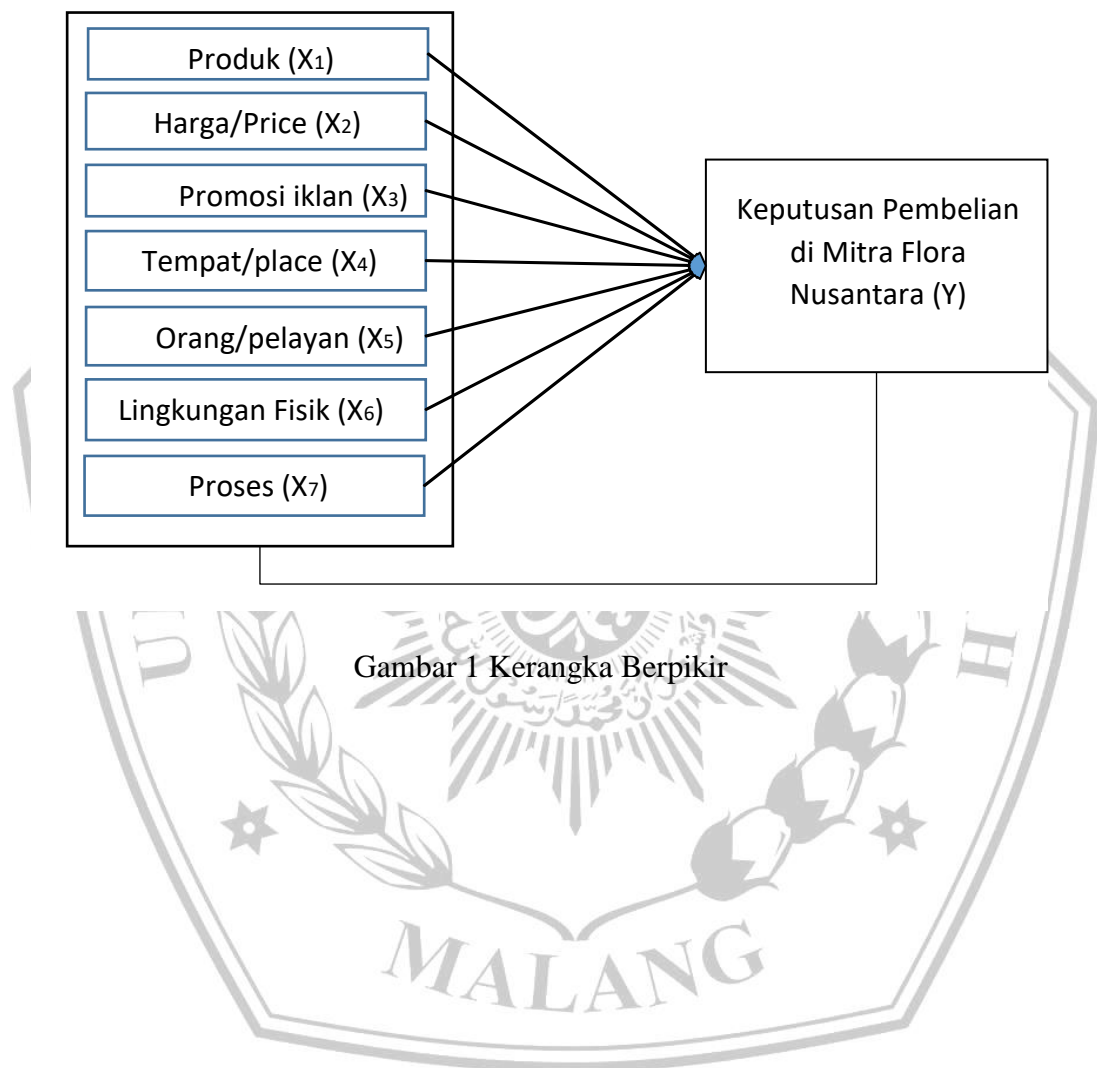 Produk (X1)
Harga/Price (X2)
Promosi iklan (X3)
Tempat/place (X4)
Orang/pelayan (X5)
Lingkungan Fisik (X6)
Proses (X7)
Keputusan Pembelian
di Mitra Flora
Nusantara (Y)
Gambar 1 Kerangka Berpikir
MALANG